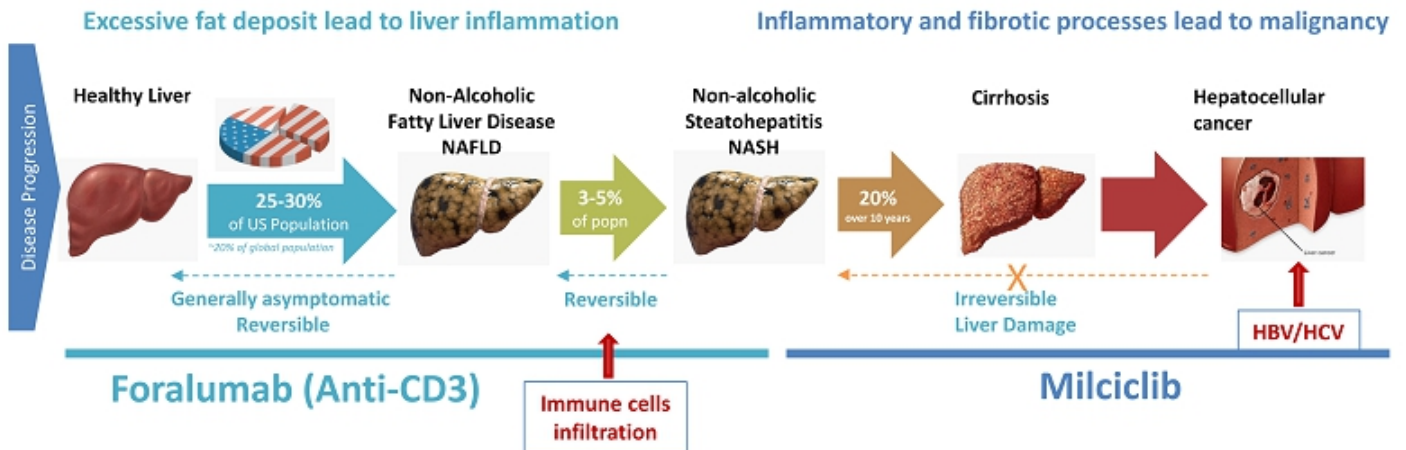 Excessive fat deposit lead to liver inflammation
Inflammatory and fibrotic processes lead to malignancy
Disease Progression
Healthy Liver
Non-Alcoholic
Fatty Liver Disease
NAFLD
Non-alcoholic
Steatohepatitis
NASH
Cirrhosis
Hepatocellular
cancer
25-30%
of US Population
~20% of global population
3-5%
of popn
20%
over 10 years
Generally asymptomatic
Reversible
Reversible
X
Irreversible
Liver Damage
HBV/HCV
Foralumab (Anti-CD3)
Immune cells
infiltration
Milciclib